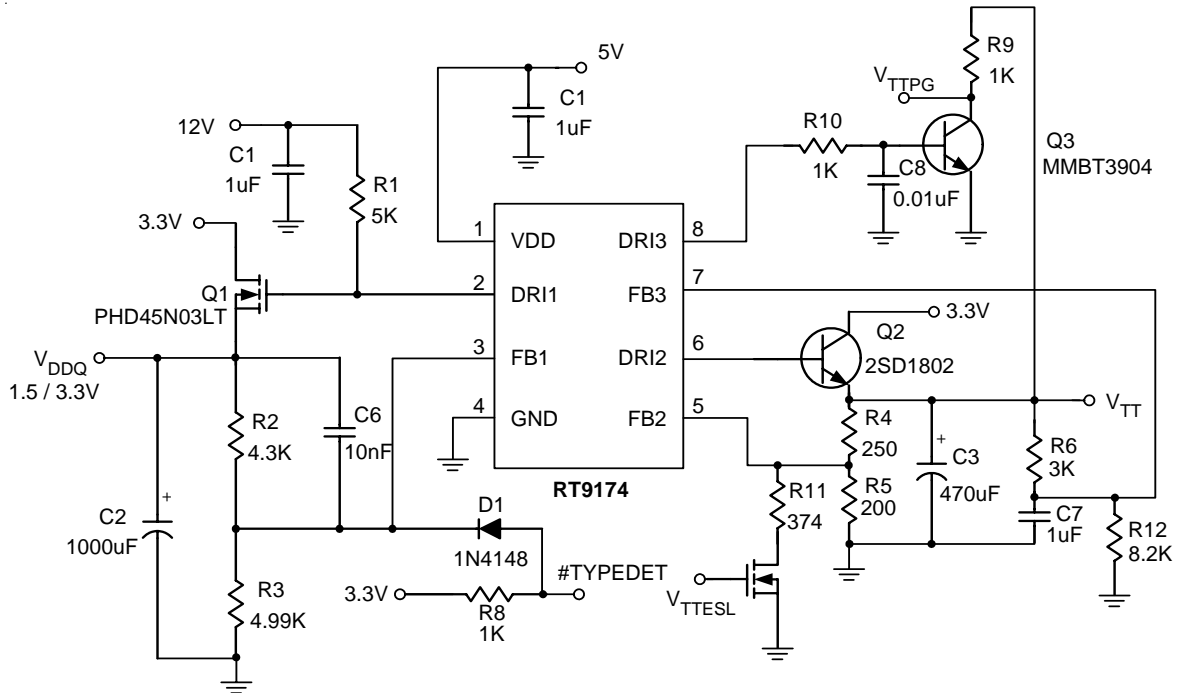 5V
C1
1uF
12V
C1
1uF
R1
5K
3.3V
Q1
PHD45N03LT
V_DDQ
1.5 / 3.3V
R2
4.3K
C6
10nF
C2
+
1000uF
R3
4.99K
D1
1N4148
3.3V
R8
1K
#TYPEDET
1
VDD
2
DRI1
3
FB1
4
GND
DRI3
8
FB3
7
DRI2
6
FB2
5
RT9174
R9
1K
V_TTPG
R10
1K
C8
0.01uF
Q3
MMBT3904
3.3V
Q2
2SD1802
V_TT
R4
250
R5
200
+
C3
470uF
R6
3K
C7
1uF
R12
8.2K
R11
374
V_TTESL